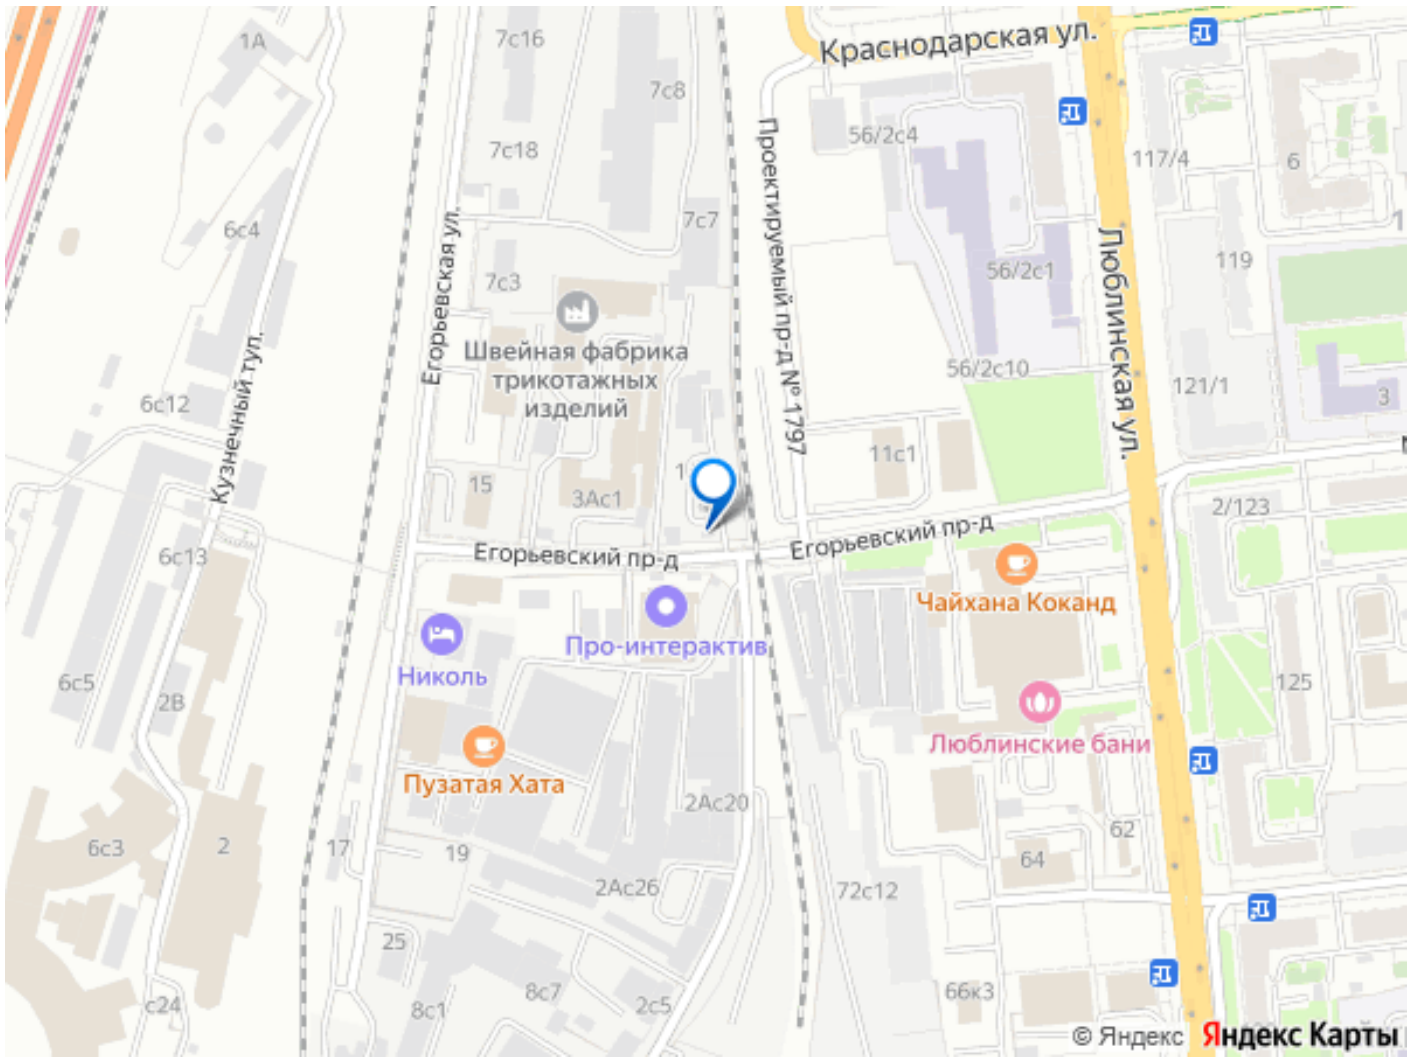 1А
7с16
Краснодарская ул.
7с8
56/2с4
117/4
6
7с18
Проектируемый пр-д № 1797
6с4
7с7
Егорьевская ул.
Люблинская ул.
119
56/2с1
7с3
Швейная фабрика
трикотажных
изделий
Кузнечный туп.
56/2с10
121/1
3
6с12
11с1
15
1
3Ас1
2/123
Егорьевский пр-д
Егорьевский пр-д
6с13
Чайхана Коканд
Про-интерактив
Николь
6с5
2В
125
Люблинские бани
Пузатая Хата
2Ас20
62
6с3
2
17
19
64
2Ас26
72с12
25
8с7
66к3
с24
8с1
2с5
© Яндекс Яндекс Карты